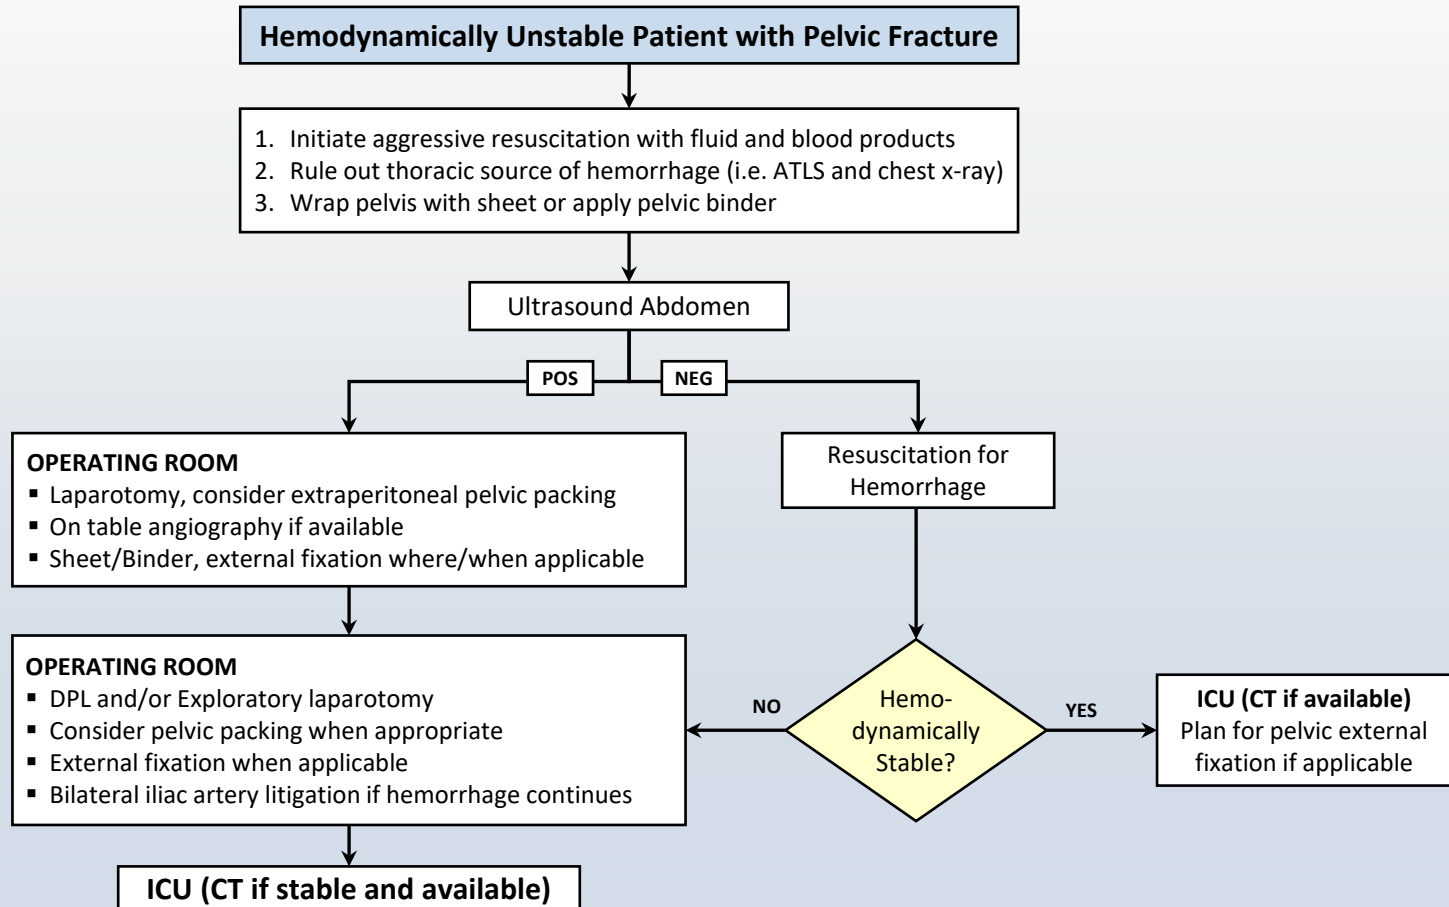 Hemodynamically Unstable Patient with Pelvic Fracture
1. Initiate aggressive resuscitation with fluid and blood products
2. Rule out thoracic source of hemorrhage (i.e. ATLS and chest x-ray)
3. Wrap pelvis with sheet or apply pelvic binder
Ultrasound Abdomen
POS
NEG
OPERATING ROOM
▪ Laparotomy, consider extraperitoneal pelvic packing
▪ On table angiography if available
▪ Sheet/Binder, external fixation where/when applicable
Resuscitation for
Hemorrhage
OPERATING ROOM
▪ DPL and/or Exploratory laparotomy
▪ Consider pelvic packing when appropriate
▪ External fixation when applicable
▪ Bilateral iliac artery litigation if hemorrhage continues
NO
Hemo-
dynamically
Stable?
YES
ICU (CT if available)
Plan for pelvic external
fixation if applicable
ICU (CT if stable and available)